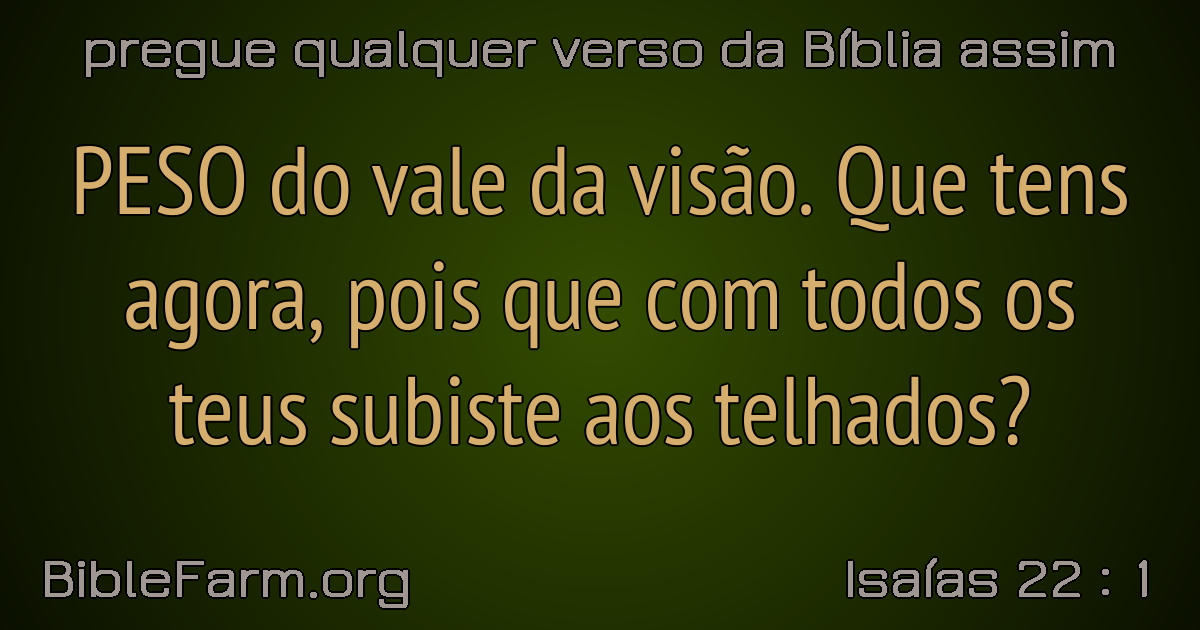 pregue qualquer verso da Bíblia assim
PESO do vale da visão. Que tens
agora, pois que com todos os
teus subiste aos telhados?
BibleFarm.org
Isaías 22 : 1